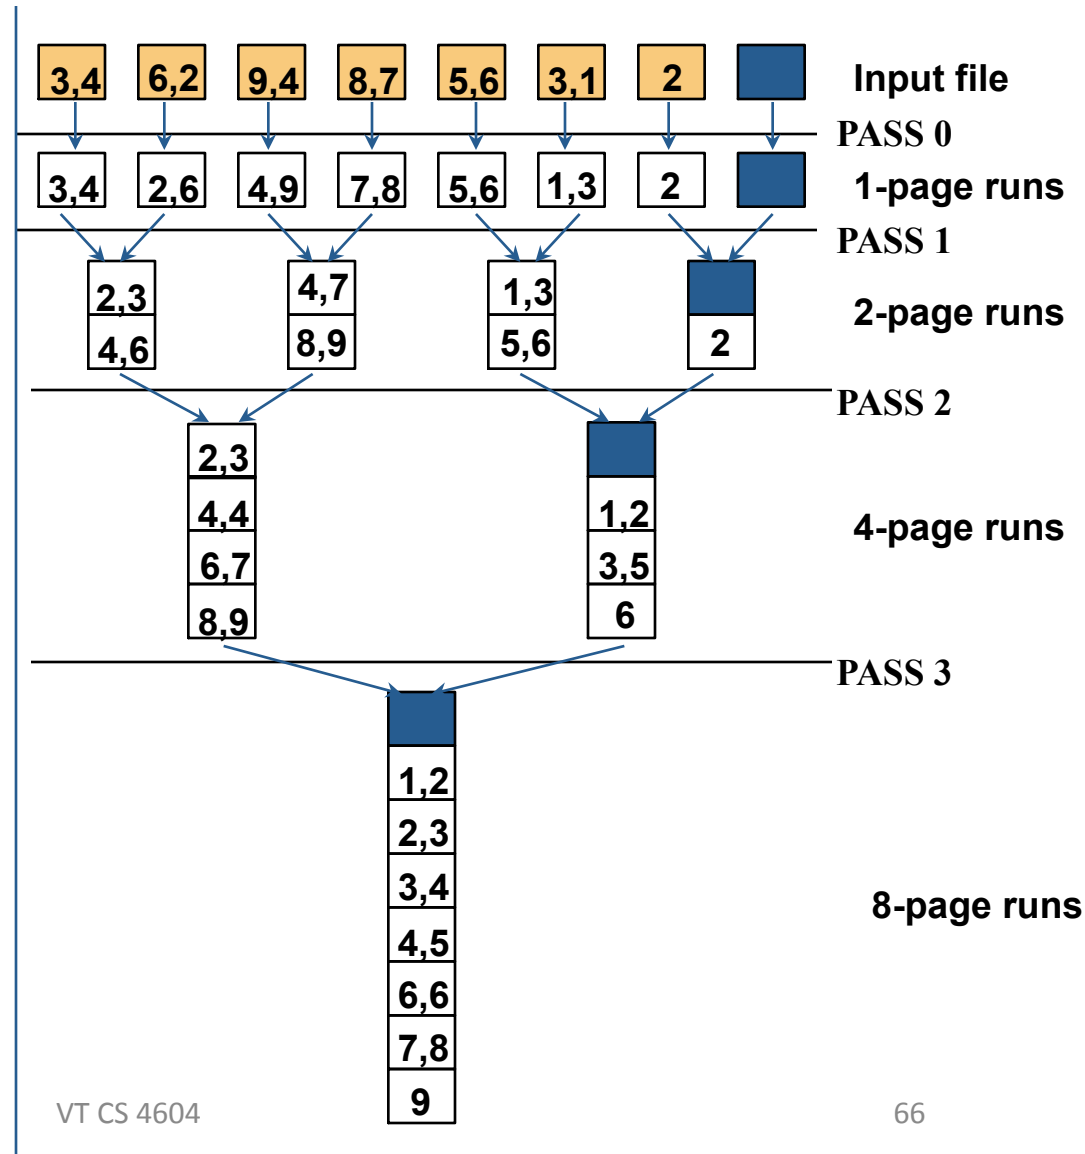 3,4 6,2 9,4 8,7 5,6 3,1 2 Input file
PASS 0
3,4 2,6 4,9 7,8 5,6 1,3 2 1-page runs
PASS 1
2,3 4,7 1,3 2-page runs
4,6 8,9 5,6 2
PASS 2
2,3
4,4 1,2 4-page runs
6,7 3,5
8,9 6
PASS 3
1,2
2,3
3,4 8-page runs
4,5
6,6
7,8
9
VT CS 4604 66